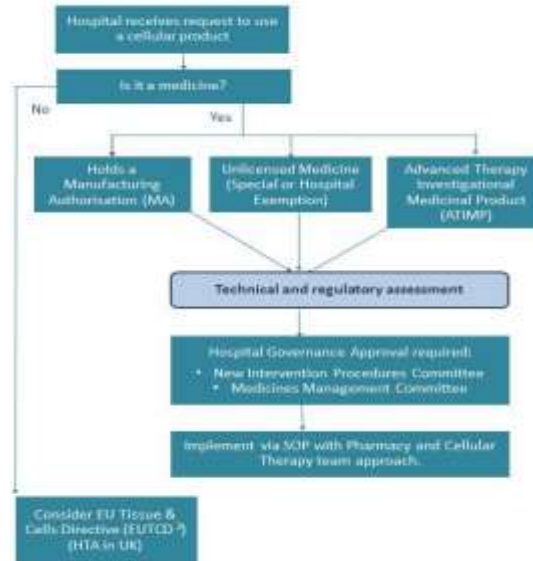 Hospital receives request to use
a cellular product
Is it a medicine?
No
Yes
Holds a
Manufacturing
Authorisation (MA)
Unlicensed Medicine
(Special or Hospital
Exemption)
Advanced Therapy
Investigational
Medicinal Product
(ATIMP)
Technical and regulatory assessment
Hospital Governance Approval required:
• New Intervention Procedures Committee
• Medicines Management Committee
Implement via SOP with Pharmacy and Cellular
Therapy team approach.
Consider EU Tissue &
Cells Directive (EUTCD
(HTA in UK)